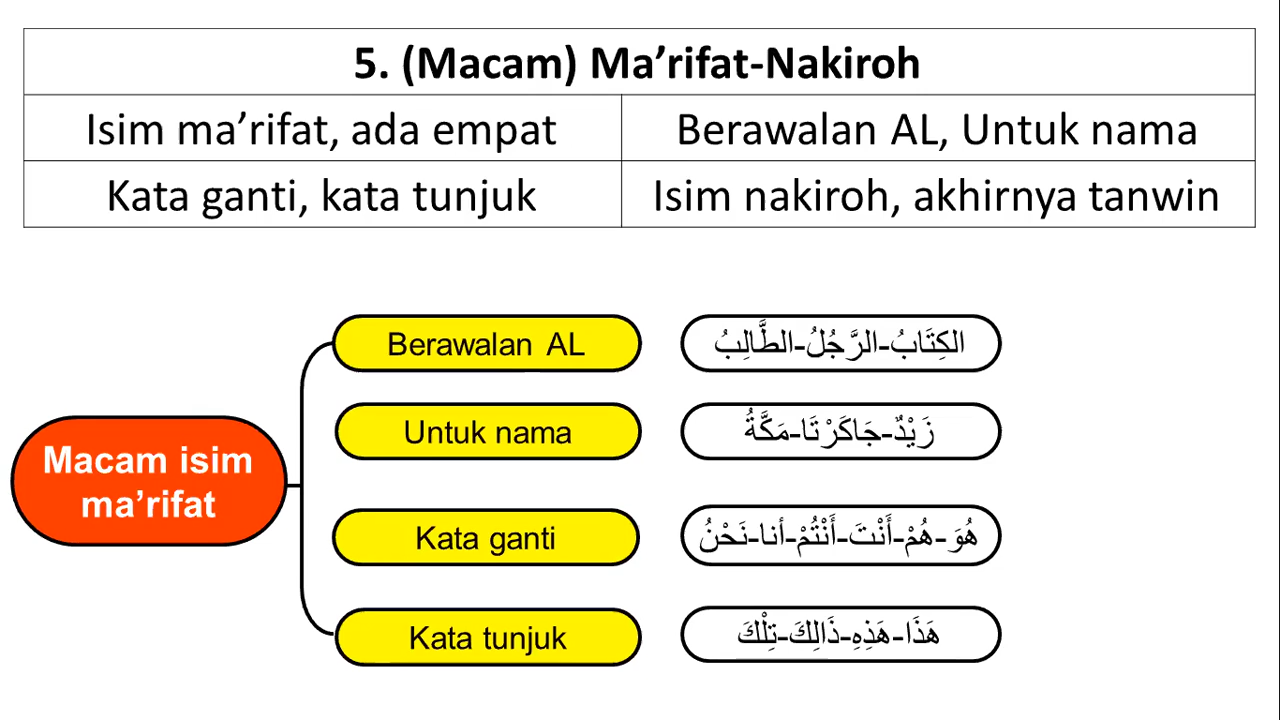 5. (Macam) Ma’rifat-Nakiroh
Isim ma’rifat, ada empat
Berawalan AL, Untuk nama
Kata ganti, kata tunjuk
Isim nakiroh, akhirnya tanwin
Macam isim
ma’rifat
Berawalan AL
الكِتَابُ-الرَّجُلُ-الطَّالِبُ
Untuk nama
زَيْدٌ-جَاكَرْتَا-مَكَّةُ
Kata ganti
هُوَ-هُمْ-أَنْتَ-أَنْتُمْ-أنا-نَحْنُ
Kata tunjuk
هَذَا-هَذِهِ-ذَالِكَ-تِلْكَ